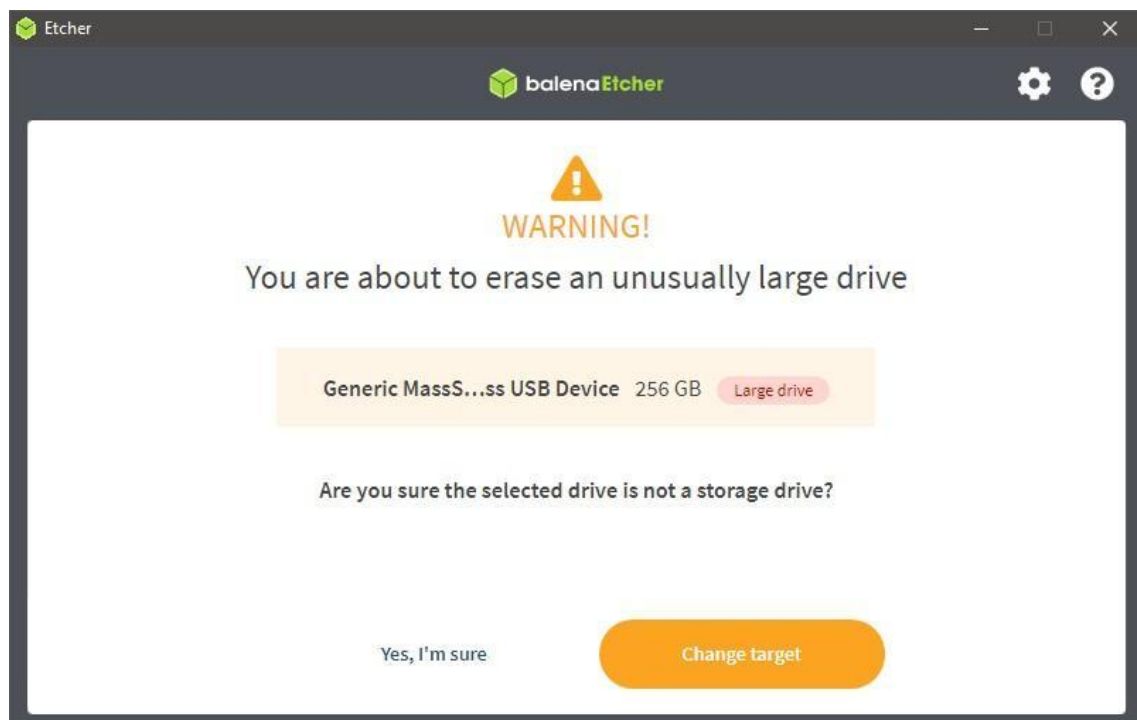 Etcher
balenaEtcher
WARNING!
You are about to erase an unusually large drive
Generic MassS...ss USB Device 256 GB Large drive
Are you sure the selected drive is not a storage drive?
Yes, I'm sure Change target